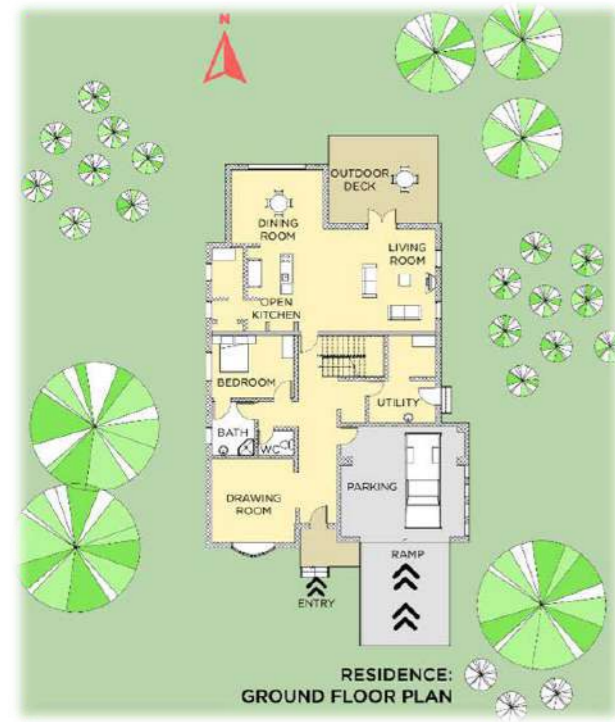 N
OUTDOOR
DECK
DINING
ROOM
LIVING
ROOM
OPEN
KITCHEN
BEDROOM
UTILITY
BATH
WC
PARKING
DRAWING
ROOM
RAMP
ENTRY
RESIDENCE:
GROUND FLOOR PLAN